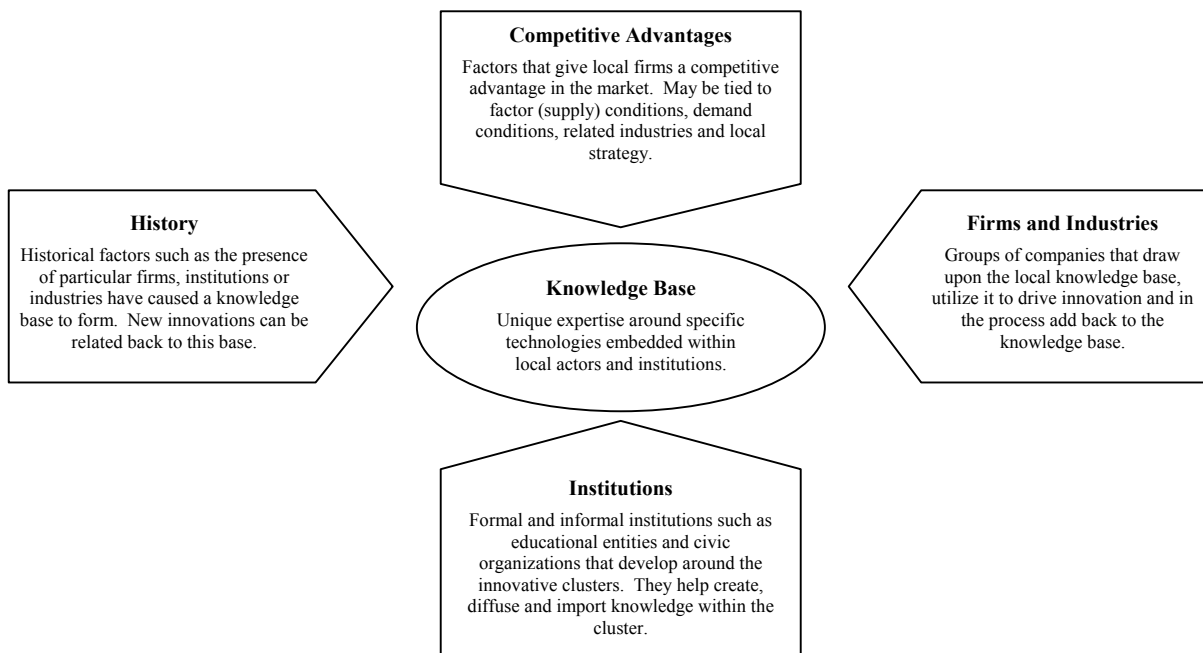 Competitive Advantages
Factors that give local firms a competitive
advantage in the market.  May be tied to
factor (supply) conditions, demand
conditions, related industries and local
strategy.
History
Historical factors such as the presence
of particular firms, institutions or
industries have caused a knowledge
base to form.  New innovations can be
related back to this base.
Knowledge Base
Unique expertise around specific
technologies embedded within
local actors and institutions.
Firms and Industries
Groups of companies that draw
upon the local knowledge base,
utilize it to drive innovation and in
the process add back to the
knowledge base.
Institutions
Formal and informal institutions such as
educational entities and civic
organizations that develop around the
innovative clusters.  They help create,
diffuse and import knowledge within the
cluster.